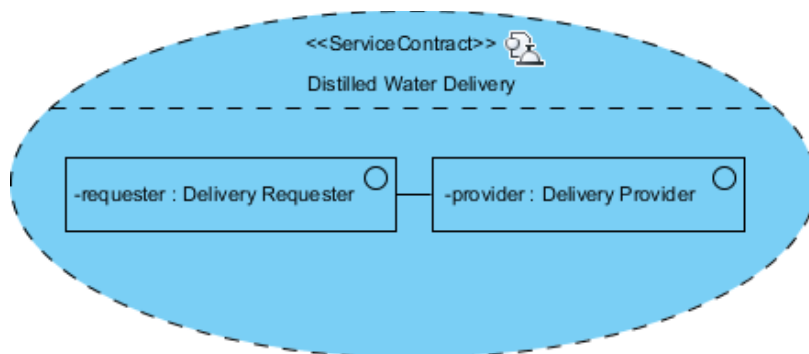 <<ServiceContract>>
Distilled Water Delivery
-requester : Delivery Requester
-provider : Delivery Provider